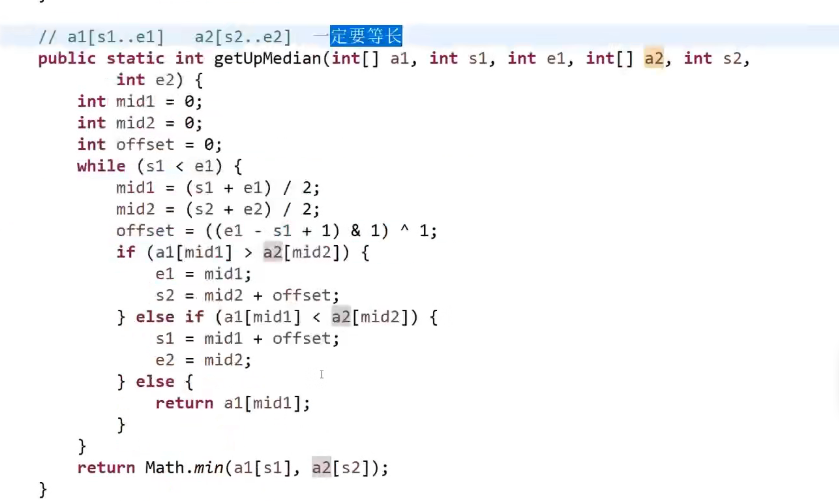 // a1[s1..e1]   a2[s2..e2]   一定要等长
public static int getUpMedian(int[] a1, int s1, int e1, int[] a2, int s2,
        int e2) {
    int mid1 = 0;
    int mid2 = 0;
    int offset = 0;
    while (s1 < e1) {
        mid1 = (s1 + e1) / 2;
        mid2 = (s2 + e2) / 2;
        offset = ((e1 - s1 + 1) & 1) ^ 1;
        if (a1[mid1] > a2[mid2]) {
            e1 = mid1;
            s2 = mid2 + offset;
        } else if (a1[mid1] < a2[mid2]) {
            s1 = mid1 + offset;
            e2 = mid2;
        } else {
            return a1[mid1];
        }
    }
    return Math.min(a1[s1], a2[s2]);
}